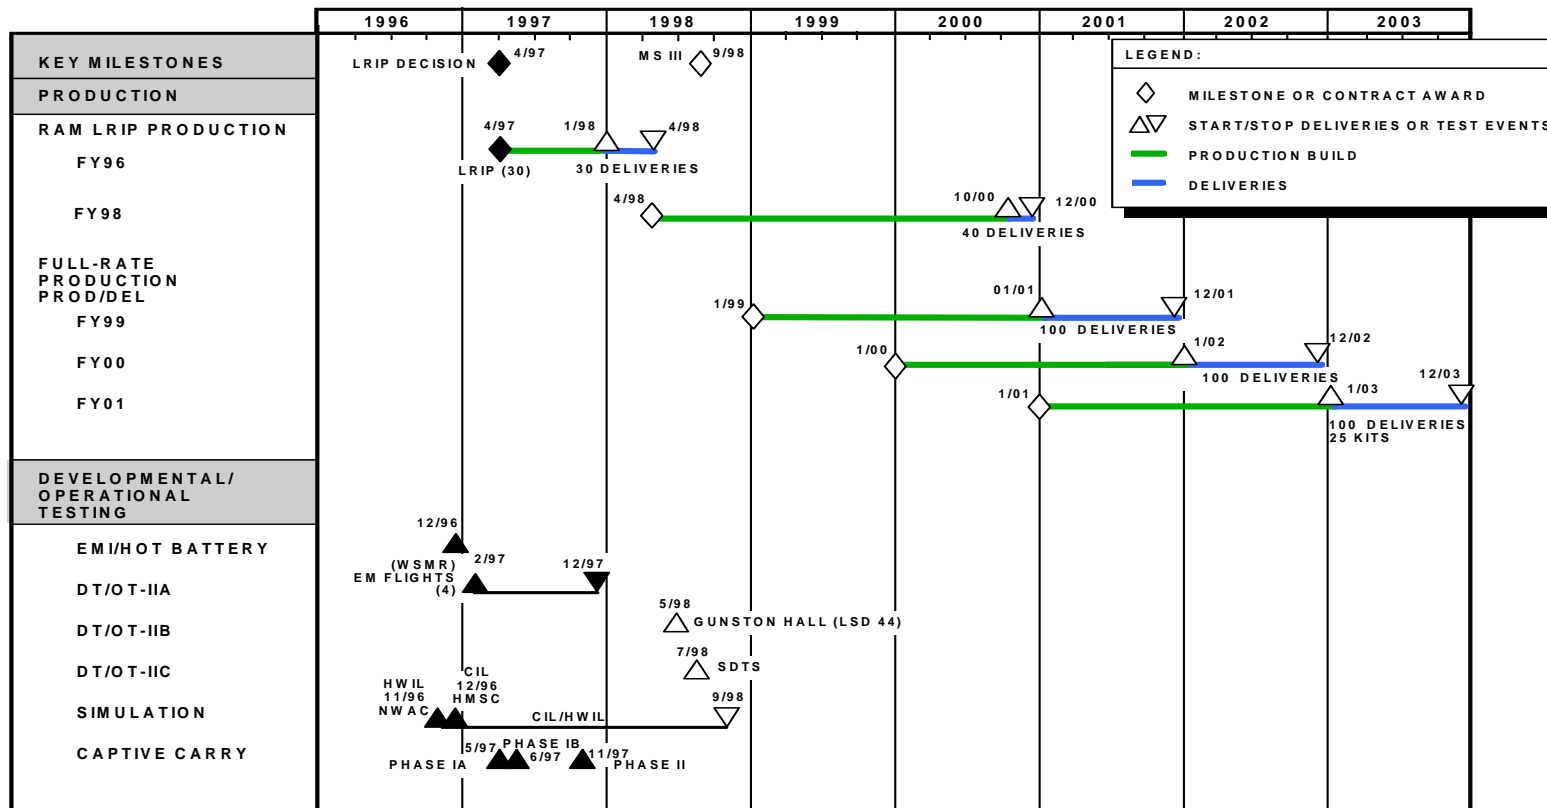 1996 1997 1998 1999 2000 2001 2002 2003
KEY MILESTONES
LRIP DECISION
4/97
MS III
9/98
LEGEND:
MILESTONE OR CONTRACT AWARD
START/STOP DELIVERIES OR TEST EVENTS
PRODUCTION BUILD
DELIVERIES
PRODUCTION
RAM LRIP PRODUCTION
FY96
4/97
LRIP (30)
1/98
4/98
30 DELIVERIES
FY98
4/98
10/00
12/00
40 DELIVERIES
FULL-RATE
PRODUCTION
PROD/DEL
FY99
1/99
01/01
12/01
100 DELIVERIES
FY00
1/00
1/02
12/02
100 DELIVERIES
FY01
1/01
1/03
12/03
100 DELIVERIES
25 KITS
DEVELOPMENTAL/
OPERATIONAL
TESTING
EMI/HOT BATTERY
12/96
DT/OT-IIA
(WSMR)
EM FLIGHTS
(4)
2/97
12/97
DT/OT-IIB
5/98
GUNSTON HALL (LSD 44)
DT/OT-IIC
7/98
SDTS
SIMULATION
HWIL
11/96
NWAC
CIL
12/96
HMSC
CIL/HWIL
9/98
CAPTIVE CARRY
PHASE IA
5/97
PHASE IB
6/97
11/97
PHASE II